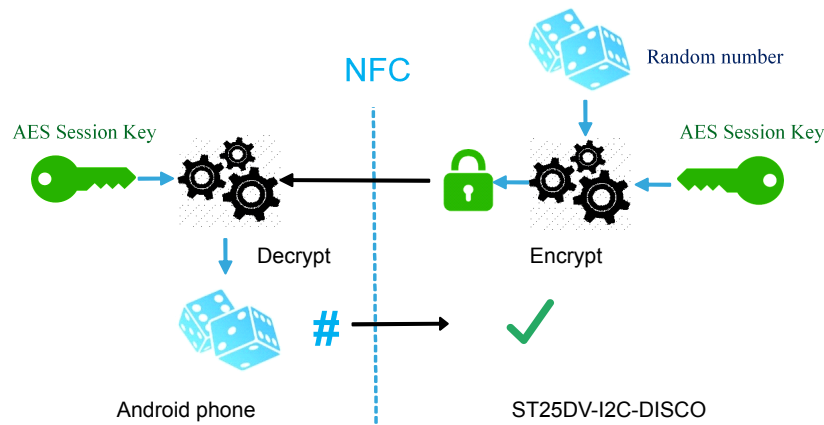 NFC
Random number
AES Session Key
AES Session Key
Decrypt
Encrypt
#
Android phone
ST25DV-I2C-DISCO